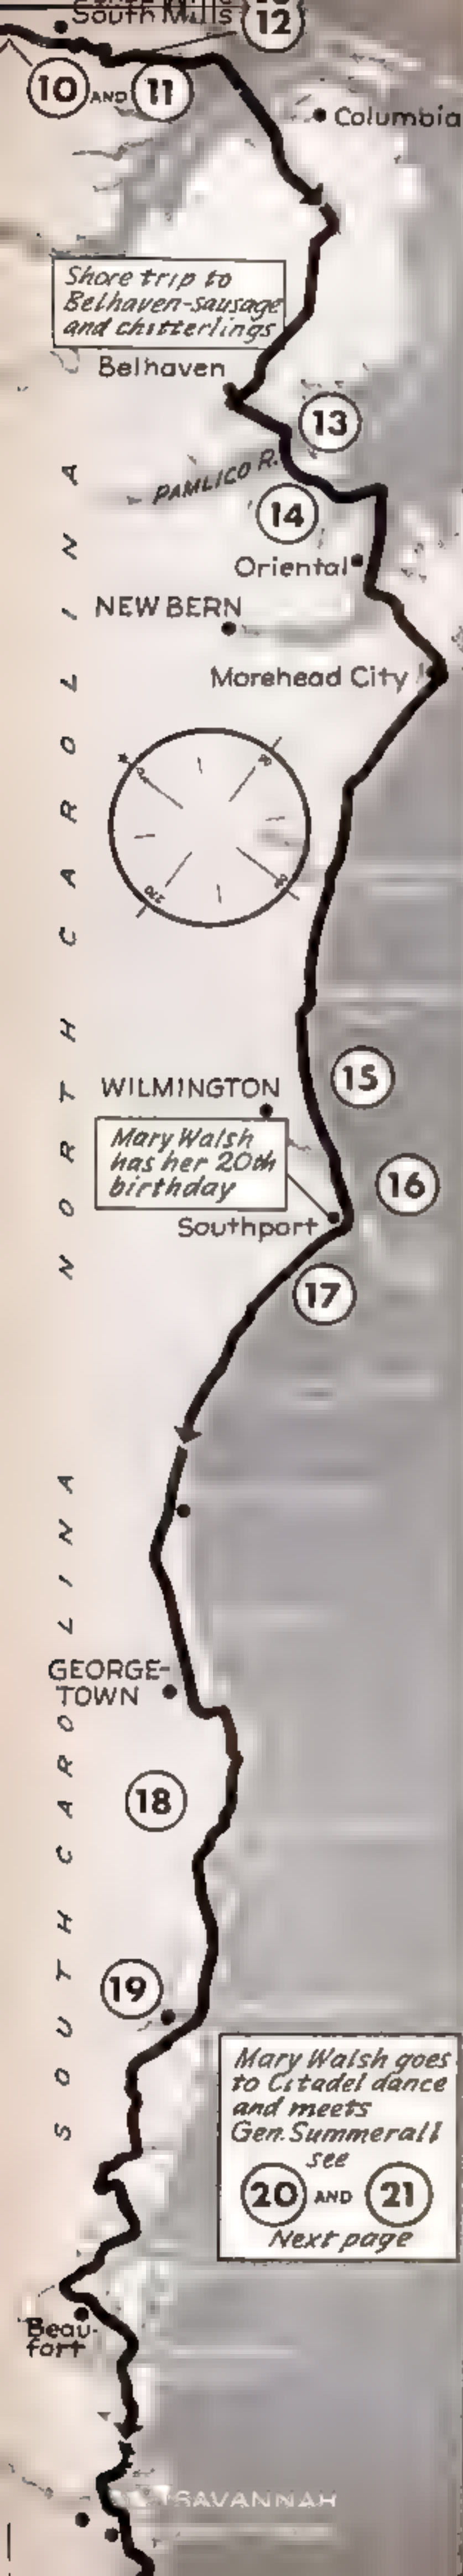 South Mills
12
10 AND 11
Columbia
Shore trip to
Belhaven-sausage
and chitterlings
Belhaven
13
PAMLICO R.
14
Oriental
NEW BERN
Morehead City
NORTH CAROLINA
15
WILMINGTON
Mary Walsh
has her 20th
birthday
16
Southport
17
SOUTH CAROLINA
GEORGE-
TOWN
18
19
Mary Walsh goes
to Citadel dance
and meets
Gen. Summerall
see
20 AND 21
Next page
Beau-
fort
SAVANNAH